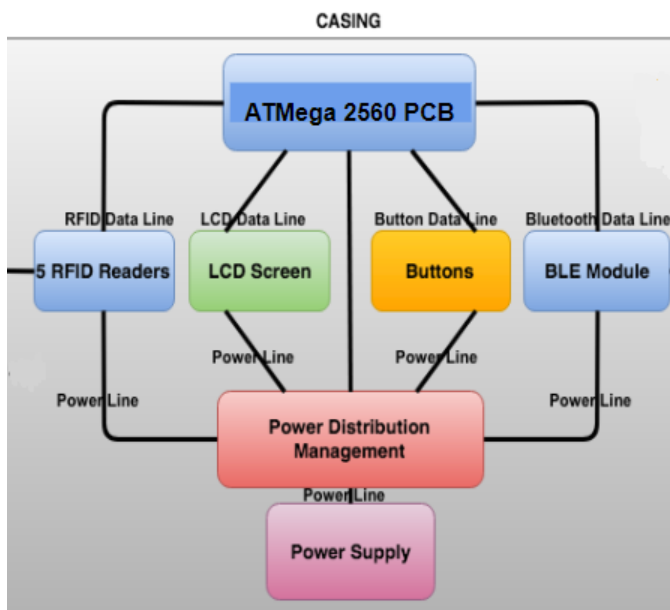 CASING
ATMega 2560 PCB
RFID Data Line
LCD Data Line
Button Data Line
Bluetooth Data Line
5 RFID Readers
LCD Screen
Buttons
BLE Module
Power Line
Power Line
Power Line
Power Line
Power Distribution
Management
Power Line
Power Supply